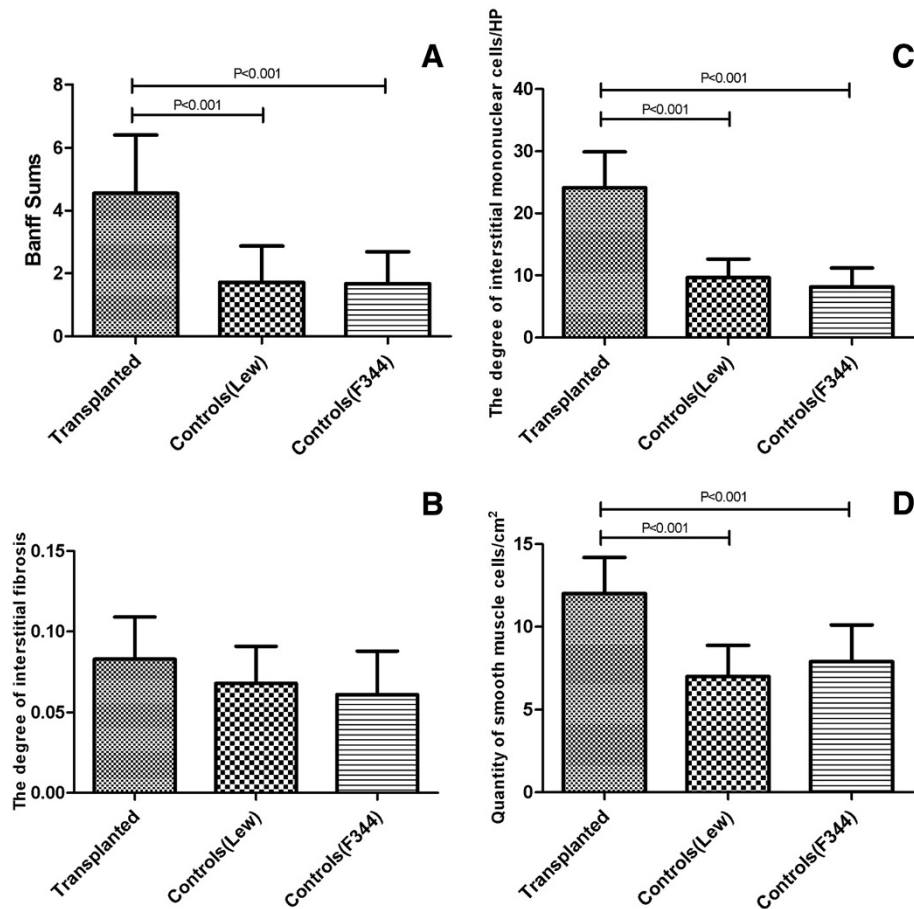 A
P<0.001
P<0.001
Banff Sums
8
6
4
2
0
Transplanted
Controls(Lew)
Controls(F344)
C
P<0.001
P<0.001
The degree of interstitial mononuclear cells/HP
40
30
20
10
0
Transplanted
Controls(Lew)
Controls(F344)
B
The degree of interstitial fibrosis
0.15
0.10
0.05
0.00
Transplanted
Controls(Lew)
Controls(F344)
D
P<0.001
P<0.001
Quantity of smooth muscle cells/cm²
15
10
5
0
Transplanted
Controls(Lew)
Controls(F344)